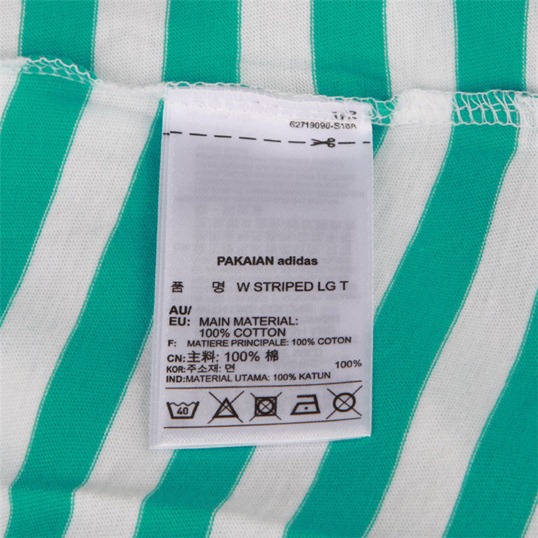 62719090-S18A
PAKAIAN adidas
품 명 W STRIPED LG T
AU/
EU: MAIN MATERIAL:
100% COTTON
F: MATIERE PRINCIPALE: 100% COTON
CN: 主料: 100% 棉
KOR: 주소재: 면 100%
IND: MATERIAL UTAMA: 100% KATUN
40